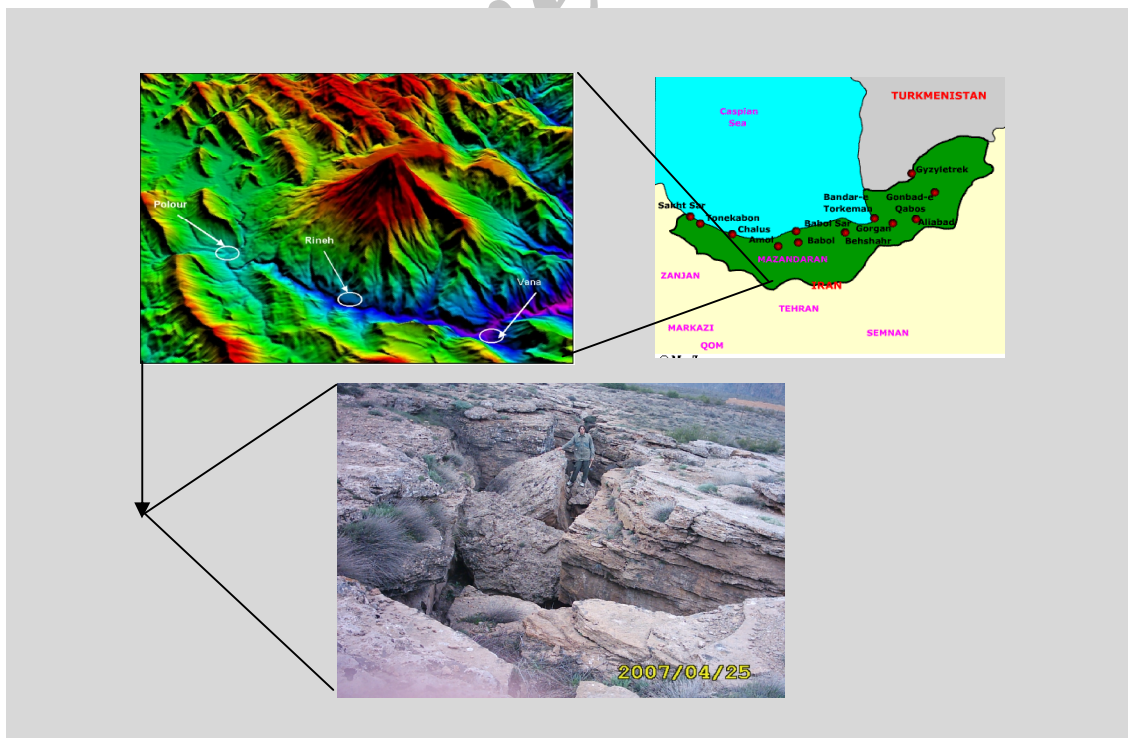 Polour
Rineh
Vana
TURKMENISTAN
Caspian
Sea
Gyzyletrek
Bandar-e
Torkeman
Gonbad-e
Qabos
Sakht Sar
Tonekabon
Chalus
Babol Sar
Gorgan
Aliabad
Amol
Babol
Behshahr
MAZANDAPAN
ZANJAN
IRAN
TEHRAN
MARKAZI
SEMNAN
QOM
2007/04/25